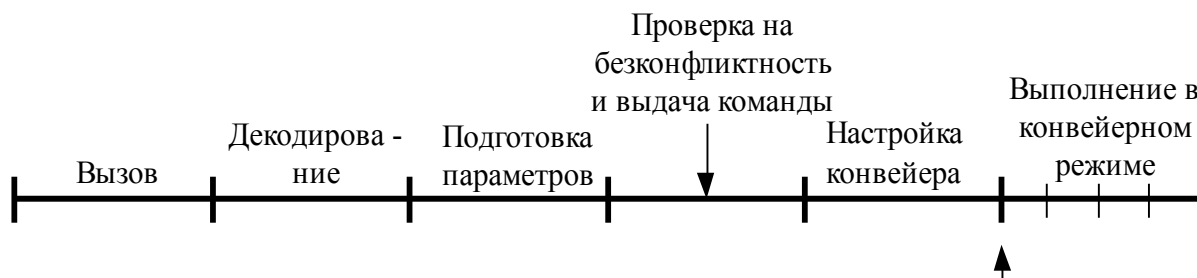 Вызов
Декодирова -
ние
Подготовка
параметров
Проверка на
безконфликтность
и выдача команды
Настройка
конвейера
Выполнение в
конвейерном
режиме